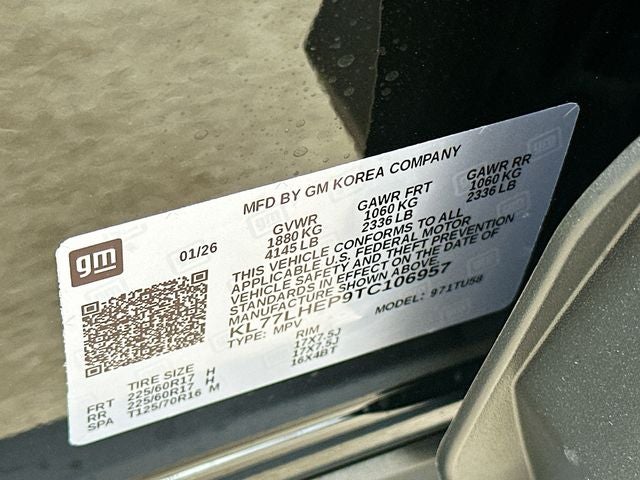 MFD BY GM KOREA COMPANY
gm
01/26
GVWR GAWR FRT GAWR RR
1880 KG 1060 KG 1060 KG
4145 LB 2336 LB 2336 LB
THIS VEHICLE CONFORMS TO ALL
APPLICABLE U.S. FEDERAL MOTOR
VEHICLE SAFETY AND THEFT PREVENTION
STANDARDS IN EFFECT ON THE DATE OF
MANUFACTURE SHOWN ABOVE.
KL77LHEP9TC106957
TYPE: MPV MODEL: 971TU58
TIRE SIZE RIM
FRT 225/60R17 H 17X7.5J
RR 225/60R17 H 17X7.5J
SPA T125/70R16 M 16X4BT